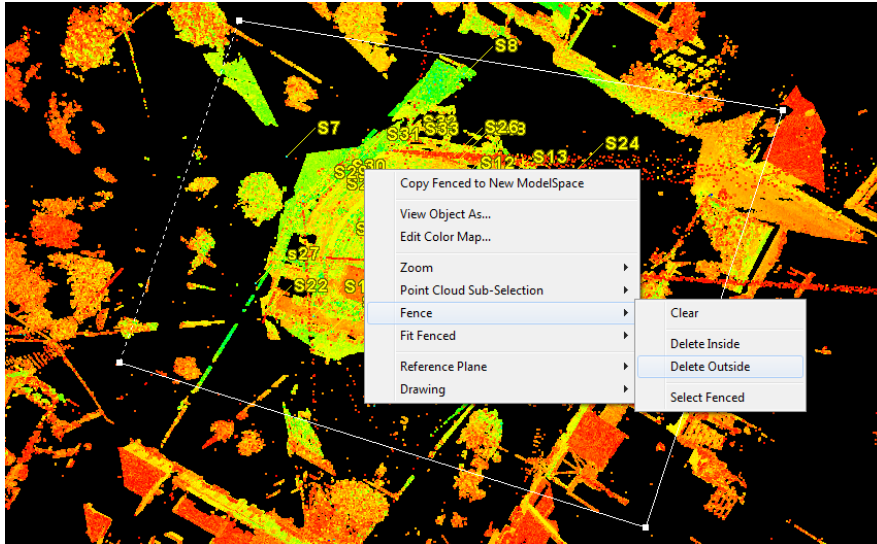 S8
S7
S31
S33
S24
S12
S13
S30
Copy Fenced to New ModelSpace
View Object As...
Edit Color Map...
s27
Zoom
S22
Point Cloud Sub-Selection
Fence
Clear
Fit Fenced
Delete Inside
Reference Plane
Delete Outside
Drawing
Select Fenced